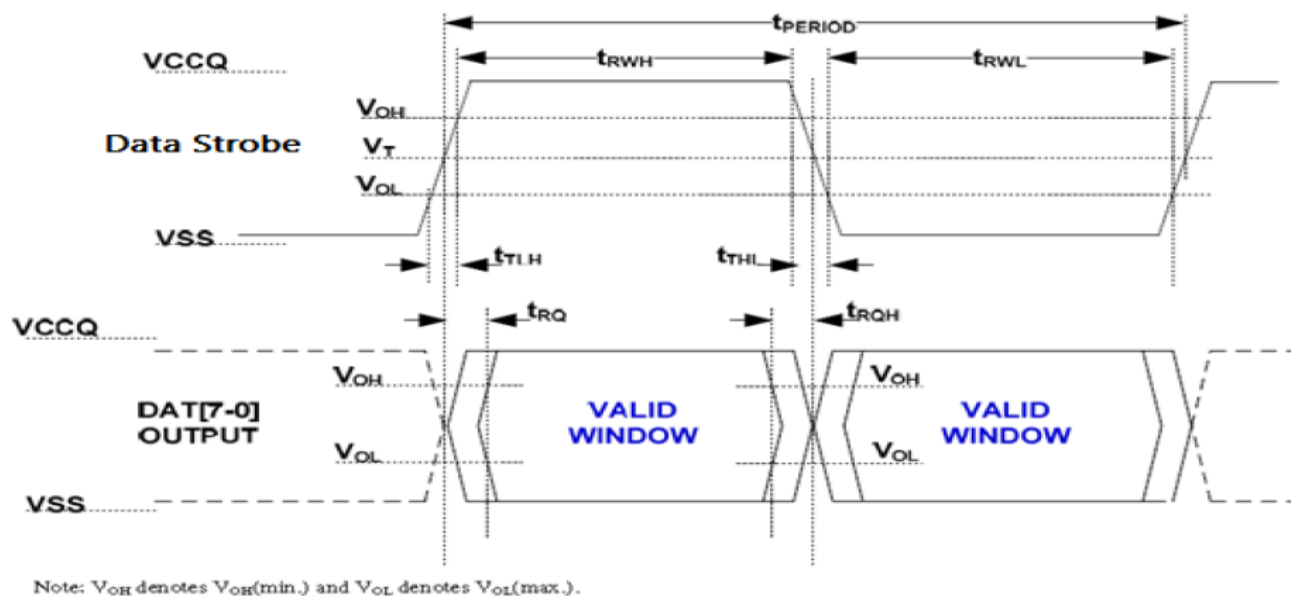 tPERIOD
VCCQ
tRWH
tRWL
VOH
Data Strobe
VT
VOL
VSS
tTLH
tTHL
tRQ
tRQH
VCCQ
VOH
VOH
DAT[7-0]
OUTPUT
VALID
WINDOW
VALID
WINDOW
VOL
VOL
VSS
Note: VOH denotes VOH(min.) and VOL denotes VOL(max.).